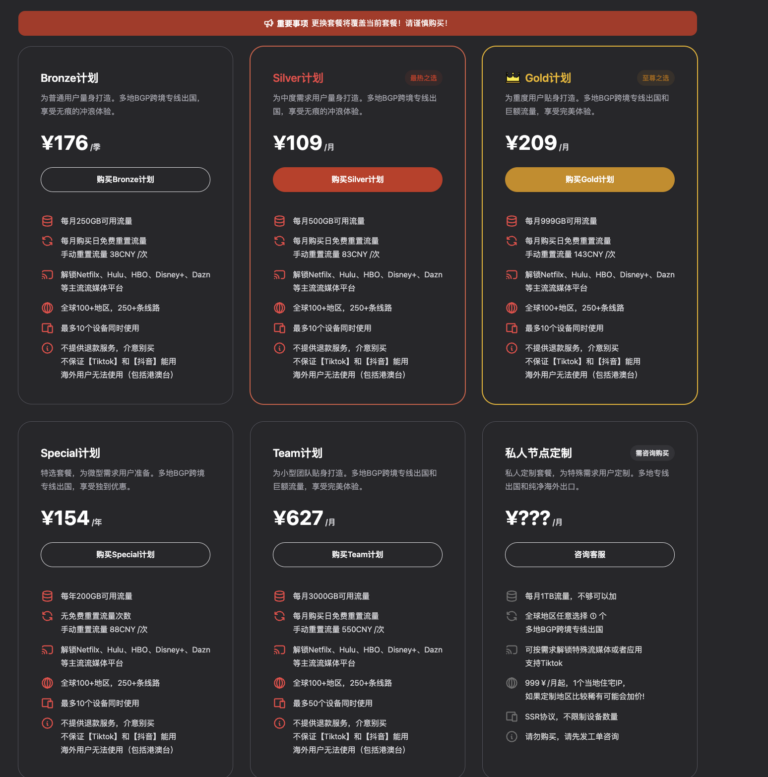 重要事项 更换套餐将覆盖当前套餐！请谨慎购买！
Bronze计划
为普通用户量身打造。多地BGP跨境专线出国，
享受无痕的冲浪体验。
¥176 /季
购买Bronze计划
每月250GB可用流量
每月购买日免费重置流量
手动重置流量 38CNY /次
解锁Netfilx、Hulu、HBO、Disney+、Dazn
等主流流媒体平台
全球100+地区，250+条线路
最多10个设备同时使用
不提供退款服务，介意别买
不保证【Tiktok】和【抖音】能用
海外用户无法使用（包括港澳台）
Silver计划
最热之选
为中度需求用户量身打造。多地BGP跨境专线出
国，享受无痕的冲浪体验。
¥109 /月
购买Silver计划
每月500GB可用流量
每月购买日免费重置流量
手动重置流量 83CNY /次
解锁Netfilx、Hulu、HBO、Disney+、Dazn
等主流流媒体平台
全球100+地区，250+条线路
最多10个设备同时使用
不提供退款服务，介意别买
不保证【Tiktok】和【抖音】能用
海外用户无法使用（包括港澳台）
Gold计划
至尊之选
为重度用户贴身打造。多地BGP跨境专线出国和
巨额流量，享受完美体验。
¥209 /月
购买Gold计划
每月999GB可用流量
每月购买日免费重置流量
手动重置流量 143CNY /次
解锁Netfilx、Hulu、HBO、Disney+、Dazn
等主流流媒体平台
全球100+地区，250+条线路
最多10个设备同时使用
不提供退款服务，介意别买
不保证【Tiktok】和【抖音】能用
海外用户无法使用（包括港澳台）
Special计划
特选套餐，为微型需求用户准备。多地BGP跨境
专线出国，享受独到优惠。
¥154 /年
购买Special计划
每年200GB可用流量
无免费重置流量次数
手动重置流量 88CNY /次
解锁Netfilx、Hulu、HBO、Disney+、Dazn
等主流流媒体平台
全球100+地区，250+条线路
最多10个设备同时使用
不提供退款服务，介意别买
不保证【Tiktok】和【抖音】能用
海外用户无法使用（包括港澳台）
Team计划
为小型团队贴身打造。多地BGP跨境专线出国和
巨额流量，享受完美体验。
¥627 /月
购买Team计划
每月3000GB可用流量
每月购买日免费重置流量
手动重置流量 550CNY /次
解锁Netfilx、Hulu、HBO、Disney+、Dazn
等主流流媒体平台
全球100+地区，250+条线路
最多50个设备同时使用
不提供退款服务，介意别买
不保证【Tiktok】和【抖音】能用
海外用户无法使用（包括港澳台）
私人节点定制
需咨询购买
私人定制套餐，为特殊需求用户定制。多地专线
出国和纯净海外出口。
¥??? /月
咨询客服
每月1TB流量，不够可以加
全球地区任意选择 ① 个
多地BGP跨境专线出国
可按需求解锁特殊流媒体或者应用
支持Tiktok
999￥/月起，1个当地住宅IP，
如果定制地区比较稀有可能会加价!
SSR协议，不限制设备数量
请勿购买，请先发工单咨询